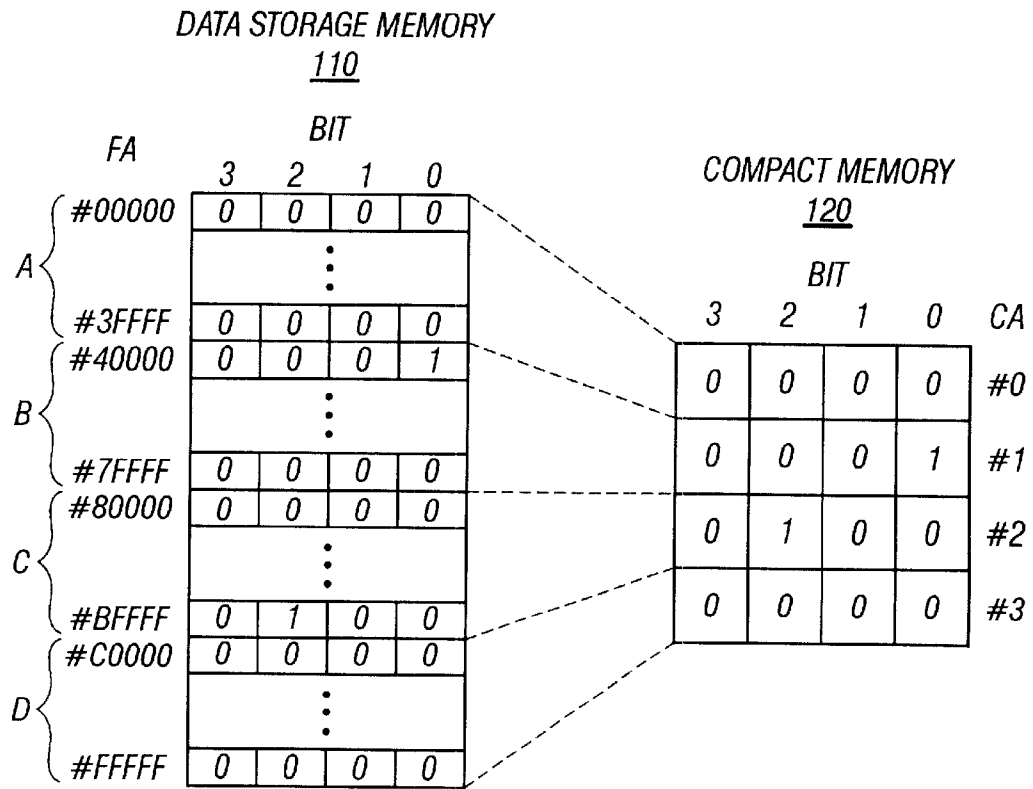 DATA STORAGE MEMORY
110
BIT
FA
3 2 1 0
#00000 0 0 0 0
A
#3FFFF 0 0 0 0
#40000 0 0 0 1
B
#7FFFF 0 0 0 0
#80000 0 0 0 0
C
#BFFFF 0 1 0 0
#C0000 0 0 0 0
D
#FFFFF 0 0 0 0
COMPACT MEMORY
120
BIT
3 2 1 0 CA
0 0 0 0 #0
0 0 0 1 #1
0 1 0 0 #2
0 0 0 0 #3